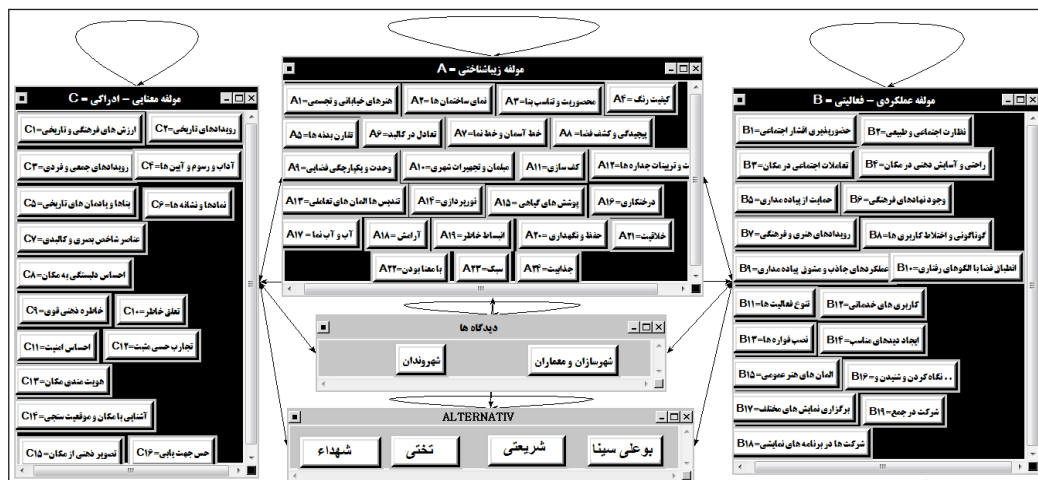 مولفه زیباشناختی = A
A1=هنرهای خیابانی و تجسمی
A2= نمای ساختمان ها
A3= محصوریت و تناسب بنا
A4= کیفیت رنگ
A5= تقارن بدنه ها
A6= تعادل در کالبد
A7= خط آسمان و خط نما
A8= پیچیدگی و کشف فضا
A9= وحدت و یکپارچگی فضایی
A10= مبلمان و تجهیزات شهری
A11= کف سازی
A12=ت و تزیینات جداره ها
A13= تندیس ها المان های تعاملی
A14= نورپردازی
A15= پوشش های گیاهی
A16= درختکاری
A17= آب و آب نما
A18= آرامش
A19= انبساط خاطر
A20= حفظ و نگهداری
A21= خلاقیت
A22= با معنا بودن
A23= سبک
A24= جذابیت
مولفه عملکردی - فعالیتی = B
B1= حضورپذیری اقشار اجتماعی
B2= نظارت اجتماعی و طبیعی
B3= تعاملات اجتماعی در مکان
B4= راحتی و آسایش ذهنی در مکان
B5= حمایت از پیاده مداری
B6= وجود نهادهای فرهنگی
B7= رویدادهای هنری و فرهنگی
B8= گوناگونی و اختلاط کاربری ها
B9= عملکردهای جاذب و مشوق پیاده مداری
B10= انطباق فضا با الگوهای رفتاری
B11= تنوع فعالیت ها
B12= کاربری های خدماتی
B13= نصب فواره ها
B14= ایجاد دیدهای مناسب
B15= المان های هنر عمومی
B16= نگاه کردن و شنیدن و ..
B17= برگزاری نمایش های مختلف
B19= شرکت در جمع
B18= شرکت ها در برنامه های نمایشی
مولفه معنایی - ادراکی = C
C1= ارزش های فرهنگی و تاریخی
C2= رویدادهای تاریخی
C3= رویدادهای جمعی و فردی
C4= آداب و رسوم و آیین ها
C5= بناها و یادمان های تاریخی
C6= نمادها و نشانه ها
C7= عناصر شاخص بصری و کالبدی
C8= احساس دلبستگی به مکان
C9= خاطره ذهنی قوی
C10= تعلق خاطر
C11= احساس امنیت
C12= تجارب حسی مثبت
C13= هویت مندی مکان
C14= آشنایی با مکان و موقعیت سنجی
C15= تصویر ذهنی از مکان
C16= حس جهت یابی
دیدگاه ها
شهرسازان و معماران
شهروندان
ALTERNATIV
بوعلی سینا
شریعتی
تختی
شهداء